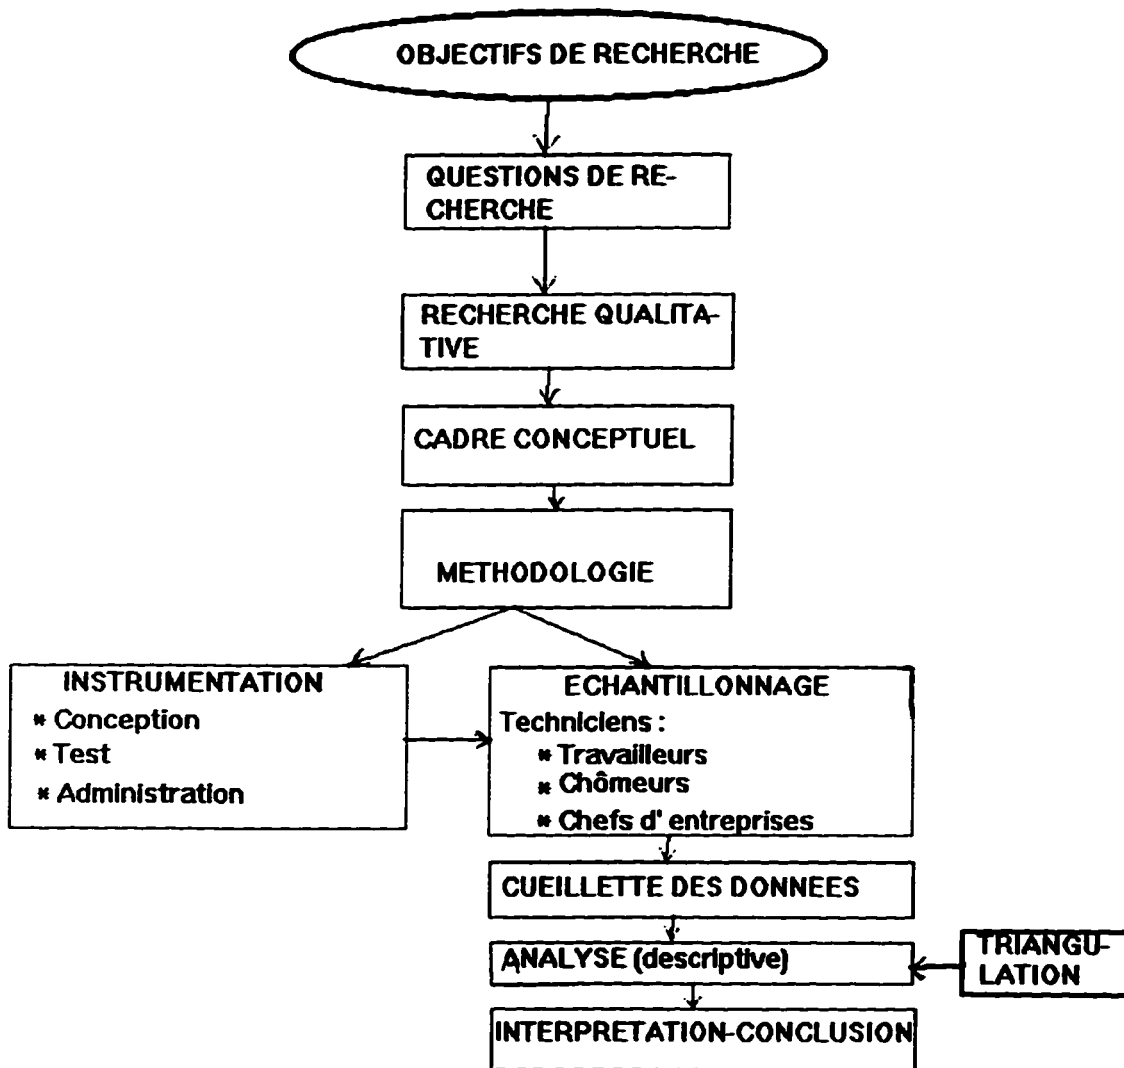 OBJECTIFS DE RECHERCHE
QUESTIONS DE RE-
CHERCHE
RECHERCHE QUALITA-
TIVE
CADRE CONCEPTUEL
METHODOLOGIE
INSTRUMENTATION
* Conception
* Test
* Administration
ECHANTILLONNAGE
Techniciens :
* Travailleurs
* Chômeurs
* Chefs d' entreprises
CUEILLETTE DES DONNEES
ANALYSE (descriptive)
TRIANGU-
LATION
INTERPRETATION-CONCLUSION